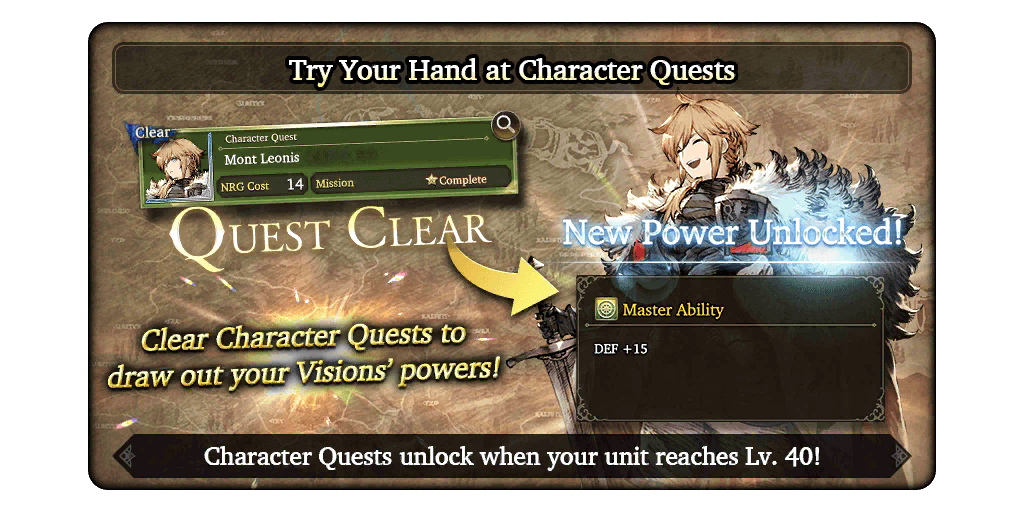 Try Your Hand at Character Quests
Clear
Character Quest
Mont Leonis
NRG Cost 14 Mission Complete
QUEST CLEAR
New Power Unlocked!
Master Ability
DEF +15
Clear Character Quests to
draw out your Visions' powers!
Character Quests unlock when your unit reaches Lv. 40!